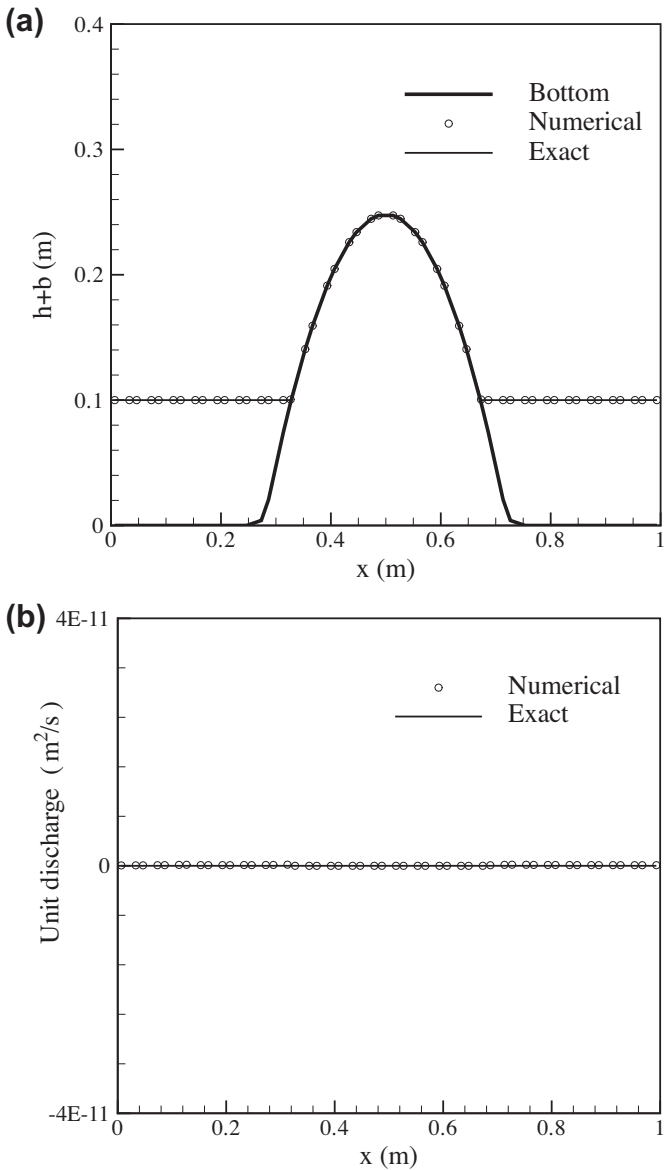 (a)
0.4
0.3
0.2
0.1
0
h+b (m)
Bottom
Numerical
Exact
0 0.2 0.4 0.6 0.8 1
x (m)
(b)
4E-11
0
-4E-11
Unit discharge ( m²/s )
Numerical
Exact
0 0.2 0.4 0.6 0.8 1
x (m)